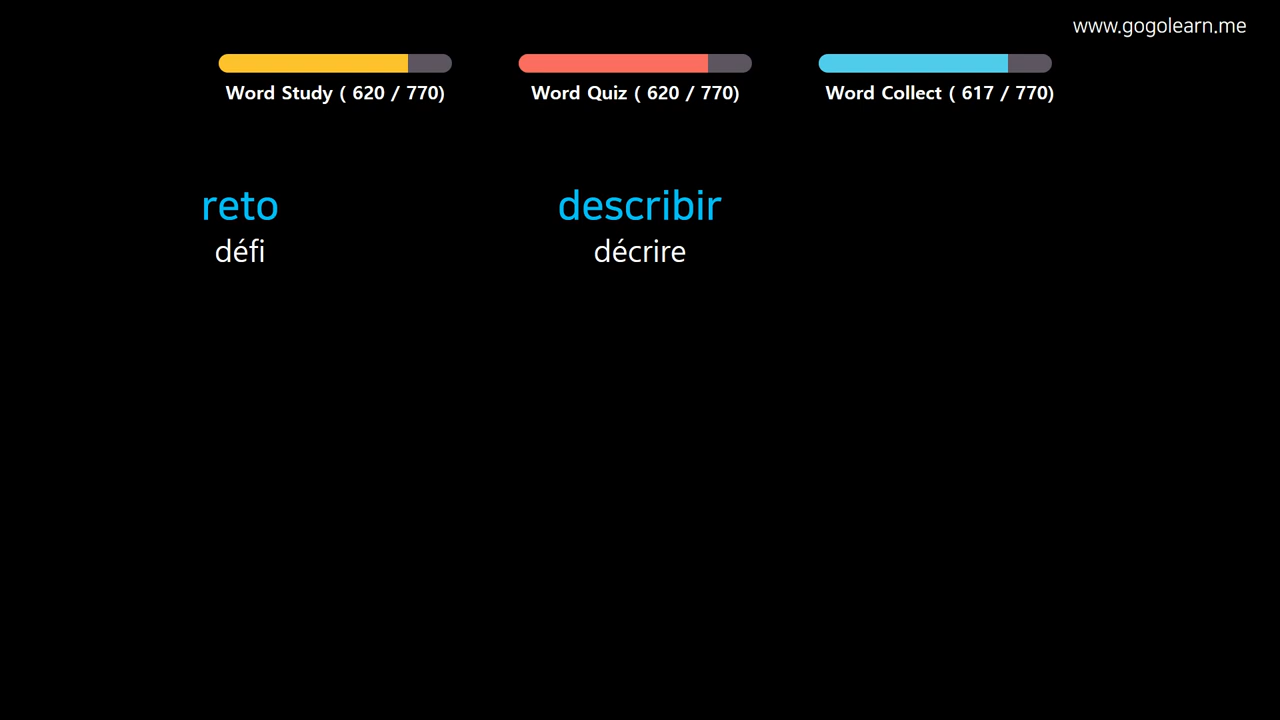 www.gogolearn.me
Word Study ( 620 / 770)
Word Quiz ( 620 / 770)
Word Collect ( 617 / 770)
reto
défi
describir
décrire